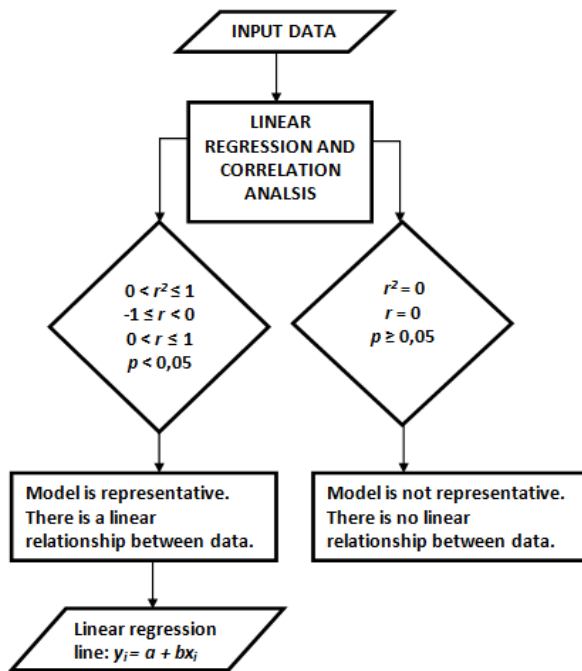 INPUT DATA
LINEAR
REGRESSION AND
CORRELATION
ANALSIS
0 < r² ≤ 1
-1 ≤ r < 0
0 < r ≤ 1
p < 0,05
r² = 0
r = 0
p ≥ 0,05
Model is representative.
There is a linear
relationship between data.
Model is not representative.
There is no linear
relationship between data.
Linear regression
line: yᵢ = a + bxᵢ